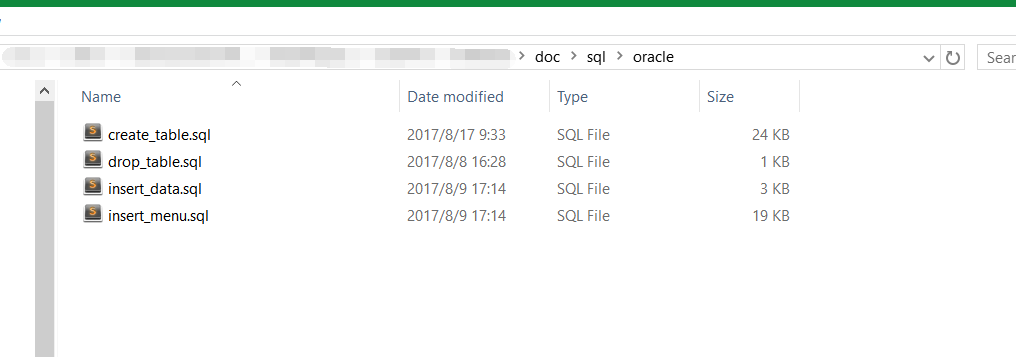 doc > sql > oracle
Sear
Name Date modified Type Size
create_table.sql 2017/8/17 9:33 SQL File 24 KB
drop_table.sql 2017/8/8 16:28 SQL File 1 KB
insert_data.sql 2017/8/9 17:14 SQL File 3 KB
insert_menu.sql 2017/8/9 17:14 SQL File 19 KB